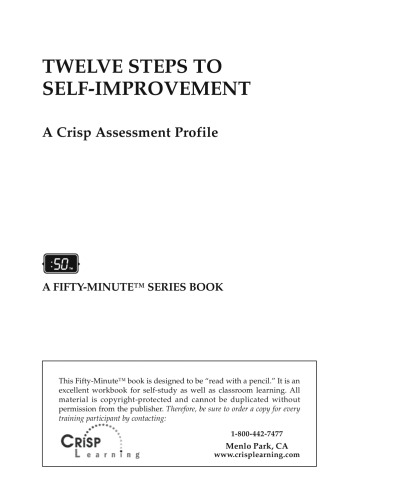 TWELVE STEPS TO
SELF-IMPROVEMENT
A Crisp Assessment Profile
:50
A FIFTY-MINUTE™ SERIES BOOK
This Fifty-Minute™ book is designed to be “read with a pencil.” It is an
excellent workbook for self-study as well as classroom learning. All
material is copyright-protected and cannot be duplicated without
permission from the publisher. Therefore, be sure to order a copy for every
training participant by contacting:
CRISP
Learning
1-800-442-7477
Menlo Park, CA
www.crisplearning.com